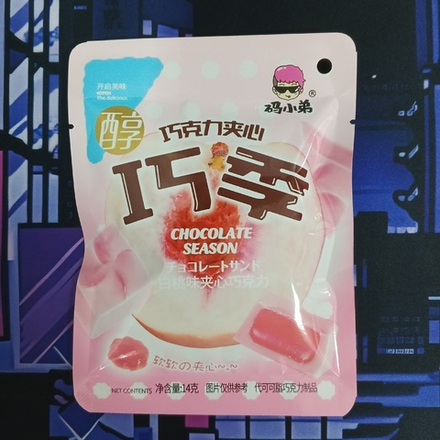 开启美味
码小弟®
醇
巧克力夹心
巧季
CHOCOLATE
SEASON
チョコレートサンド
蜜桃味夹心巧克力
软软の夹心~.~
NET CONTENTS 净含量:14克 图片仅供参考 代可可脂巧克力制品